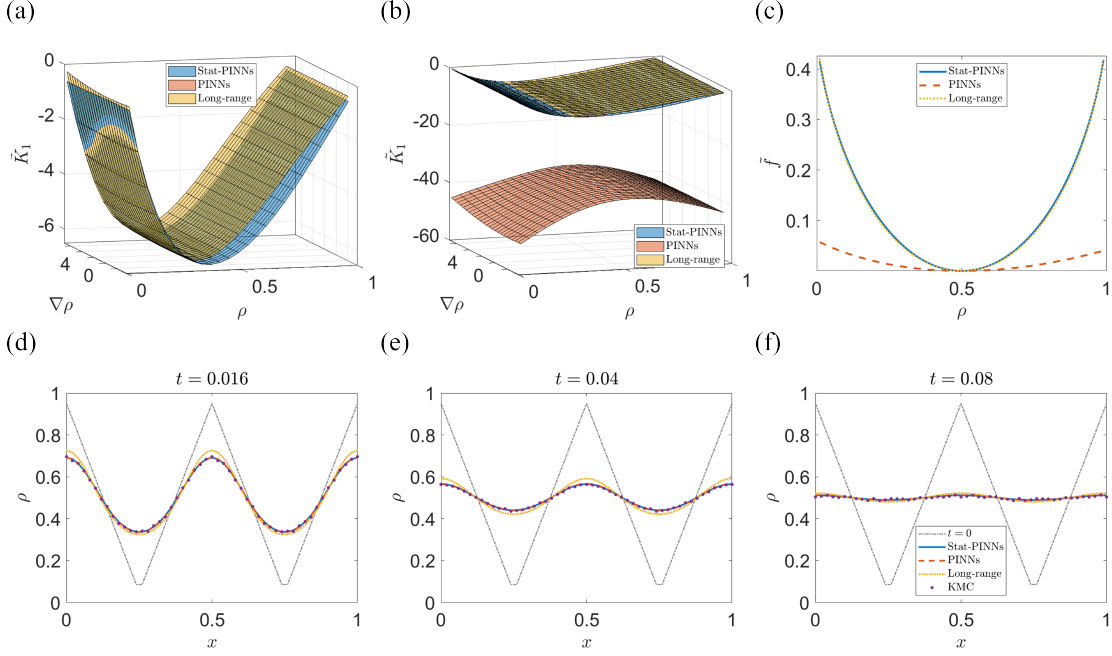 (a)
0
-2
-4
-6
K̃₁
4
0
∇ρ
0
0.5
1
ρ
Stat-PINNs
PINNs
Long-range
(b)
0
-20
-40
-60
K̃₁
4
0
∇ρ
0
0.5
1
ρ
Stat-PINNs
PINNs
Long-range
(c)
0.4
0.3
0.2
0.1
f̃
0
0.5
1
ρ
Stat-PINNs
PINNs
Long-range
(d)
t = 0.016
1
0.8
0.6
0.4
0.2
0
ρ
0
0.5
1
x
(e)
t = 0.04
1
0.8
0.6
0.4
0.2
0
ρ
0
0.5
1
x
(f)
t = 0.08
1
0.8
0.6
0.4
0.2
0
ρ
0
0.5
1
x
t = 0
Stat-PINNs
PINNs
Long-range
KMC